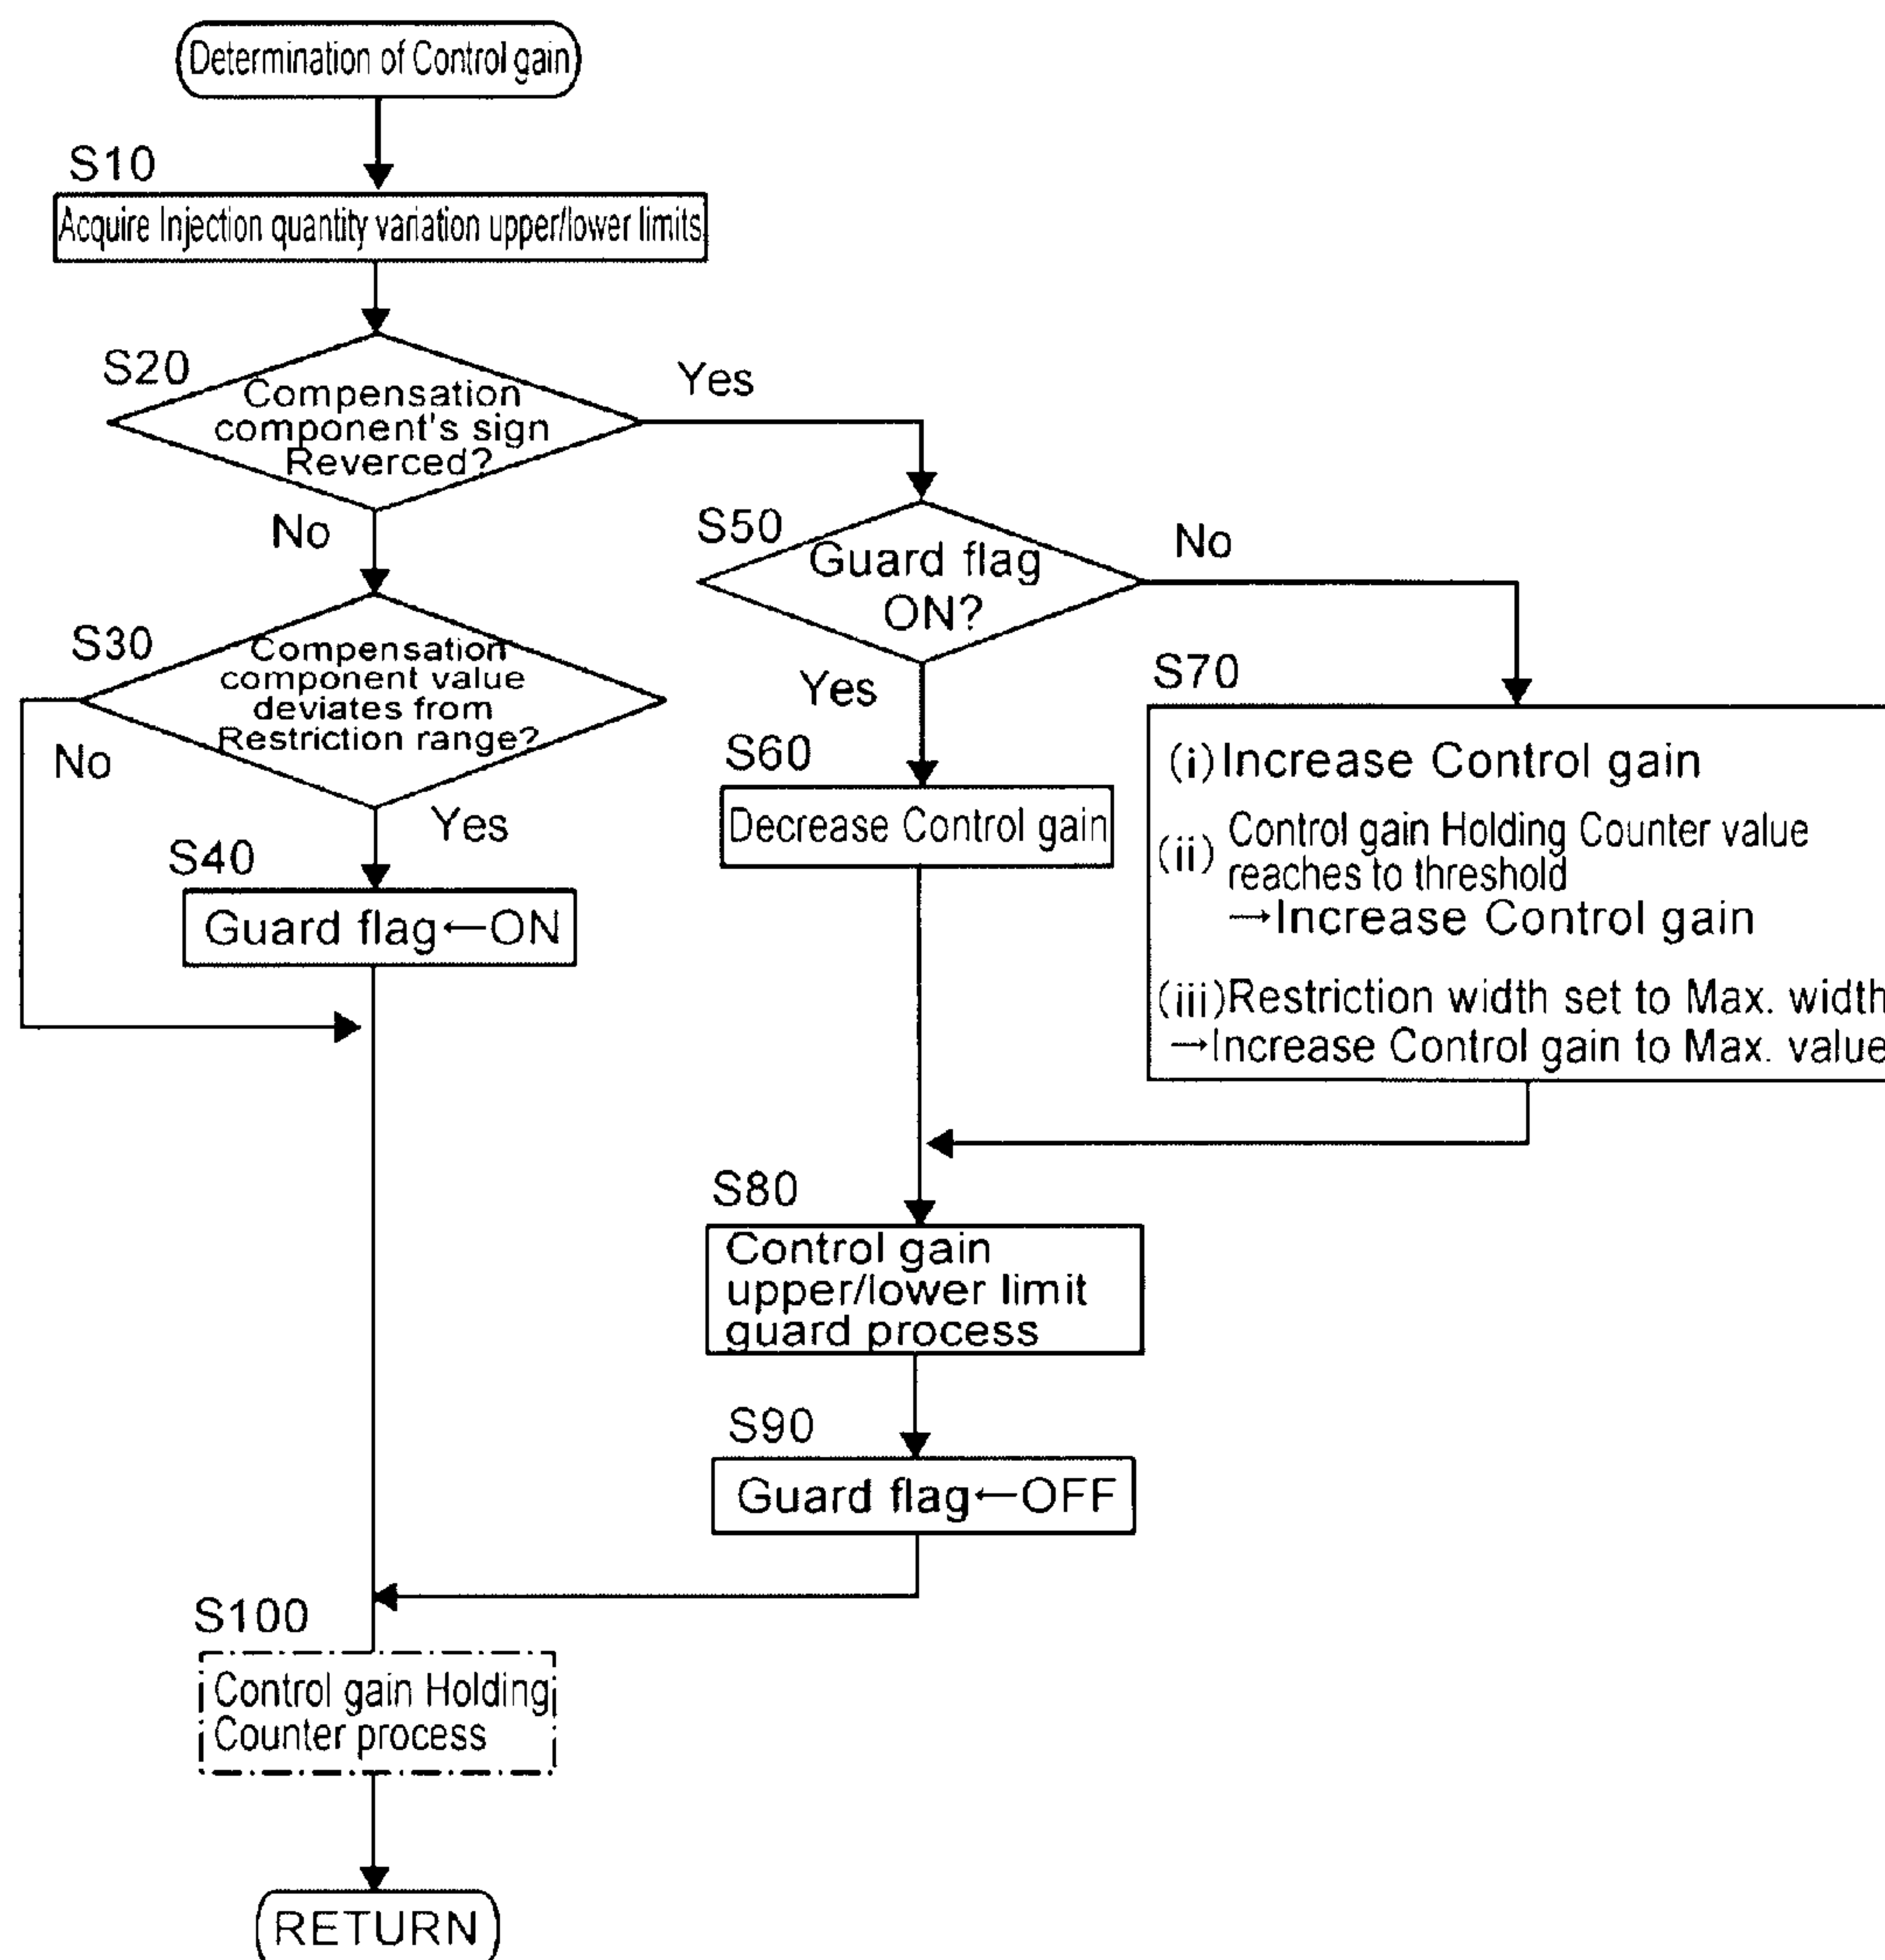 Determination of Control gain
S10
Acquire Injection quantity variation upper/lower limits
S20
Compensation
component's sign
Reverced?
Yes
No
S30
Compensation
component value
deviates from
Restriction range?
No
Yes
S40
Guard flag←ON
S50
Guard flag
ON?
No
Yes
S60
Decrease Control gain
S70
(i)Increase Control gain
(ii) Control gain Holding Counter value
reaches to threshold
→Increase Control gain
(iii)Restriction width set to Max. width
→Increase Control gain to Max. value
S80
Control gain
upper/lower limit
guard process
S90
Guard flag←OFF
S100
Control gain Holding
Counter process
RETURN